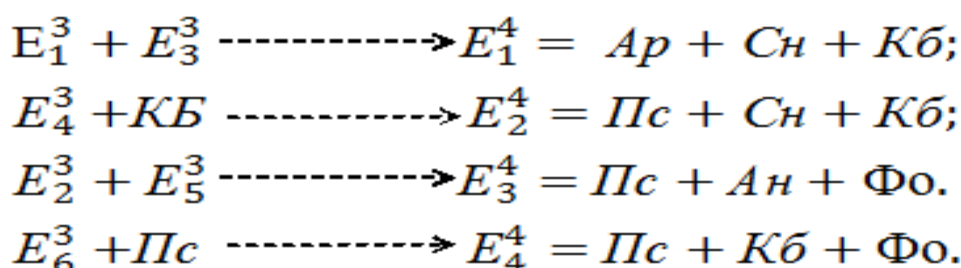 E₁³ + E₃³ ⇢ E₁⁴ = Ар + Сн + Кб;
E₄³ +КБ ⇢ E₂⁴ = Пс + Сн + Кб;
E₂³ + E₅³ ⇢ E₃⁴ = Пс + Ан + Фо.
E₆³ +Пс ⇢ E₄⁴ = Пс + Кб + Фо.